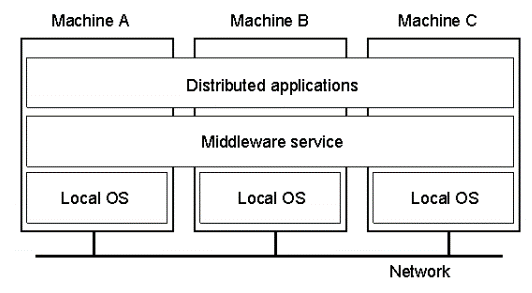 Machine A
Machine B
Machine C
Distributed applications
Middleware service
Local OS
Local OS
Local OS
Network